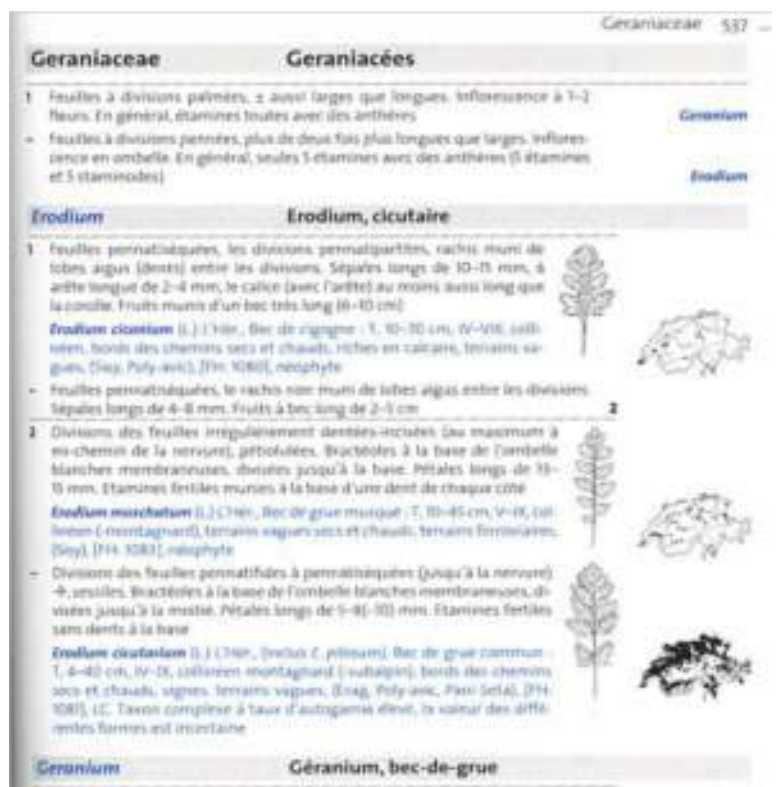 Geraniaceae 537
Geraniaceae Geraniacées
1 Feuilles à divisions palmées, ± aussi larges que longues. Inflorescence à 1–2
fleurs. En général, étamines toutes avec des anthères Geranium
– Feuilles à divisions pennées, plus de deux fois plus longues que larges. Inflores-
cence en ombelle. En général, seules 5 étamines avec des anthères (5 étamines
et 5 staminodes) Erodium
Erodium Erodium, cicutaire
1 Feuilles pennatiséquées, les divisions pennatipartites, rachis muni de
lobes aigus (dents) entre les divisions. Sépales longs de 10–15 mm, à
arête longue de 2–4 mm, le calice (avec l'arête) au moins aussi long que
la corolle. Fruits munis d'un bec très long (6–10 cm)
Erodium ciconium (L.) L'Hér., Bec de cigogne : T, 10–70 cm, IV–VIII, colli-
néen, bords des chemins secs et chauds, riches en calcaire, terrains va-
gues, (Sisy, Poly-avic), [FH: 1080], néophyte
– Feuilles pennatiséquées, le rachis non muni de lobes aigus entre les divisions.
Sépales longs de 4–8 mm. Fruits à bec long de 2–5 cm 2
2 Divisions des feuilles irrégulièrement dentées-incisées (au maximum à
mi-chemin de la nervure), pétiolulées. Bractéoles à la base de l'ombelle
blanches membraneuses, divisées jusqu'à la base. Pétales longs de 13–
15 mm. Etamines fertiles munies à la base d'une dent de chaque côté
Erodium moschatum (L.) L'Hér., Bec de grue musqué : T, 10–45 cm, V–IX, col-
linéen (-montagnard), terrains vagues secs et chauds, terrains ferroviaires,
(Sisy), [FH: 1083], néophyte
– Divisions des feuilles pennatifides à pennatiséquées (jusqu'à la nervure)
→, sessiles. Bractéoles à la base de l'ombelle blanches membraneuses, di-
visées jusqu'à la moitié. Pétales longs de 5–8(–10) mm. Etamines fertiles
sans dents à la base
Erodium cicutarium (L.) L'Hér., (inclus E. pilosum), Bec de grue commun :
T, 4–40 cm, IV–IX, collinéen-montagnard (-subalpin), bords des chemins
secs et chauds, vignes, terrains vagues, (Erag, Poly-avic, Pani-Seta), [FH:
1081], LC. Taxon complexe à taux d'autogamie élevé, la valeur des diffé-
rentes formes est incertaine
Geranium Géranium, bec-de-grue